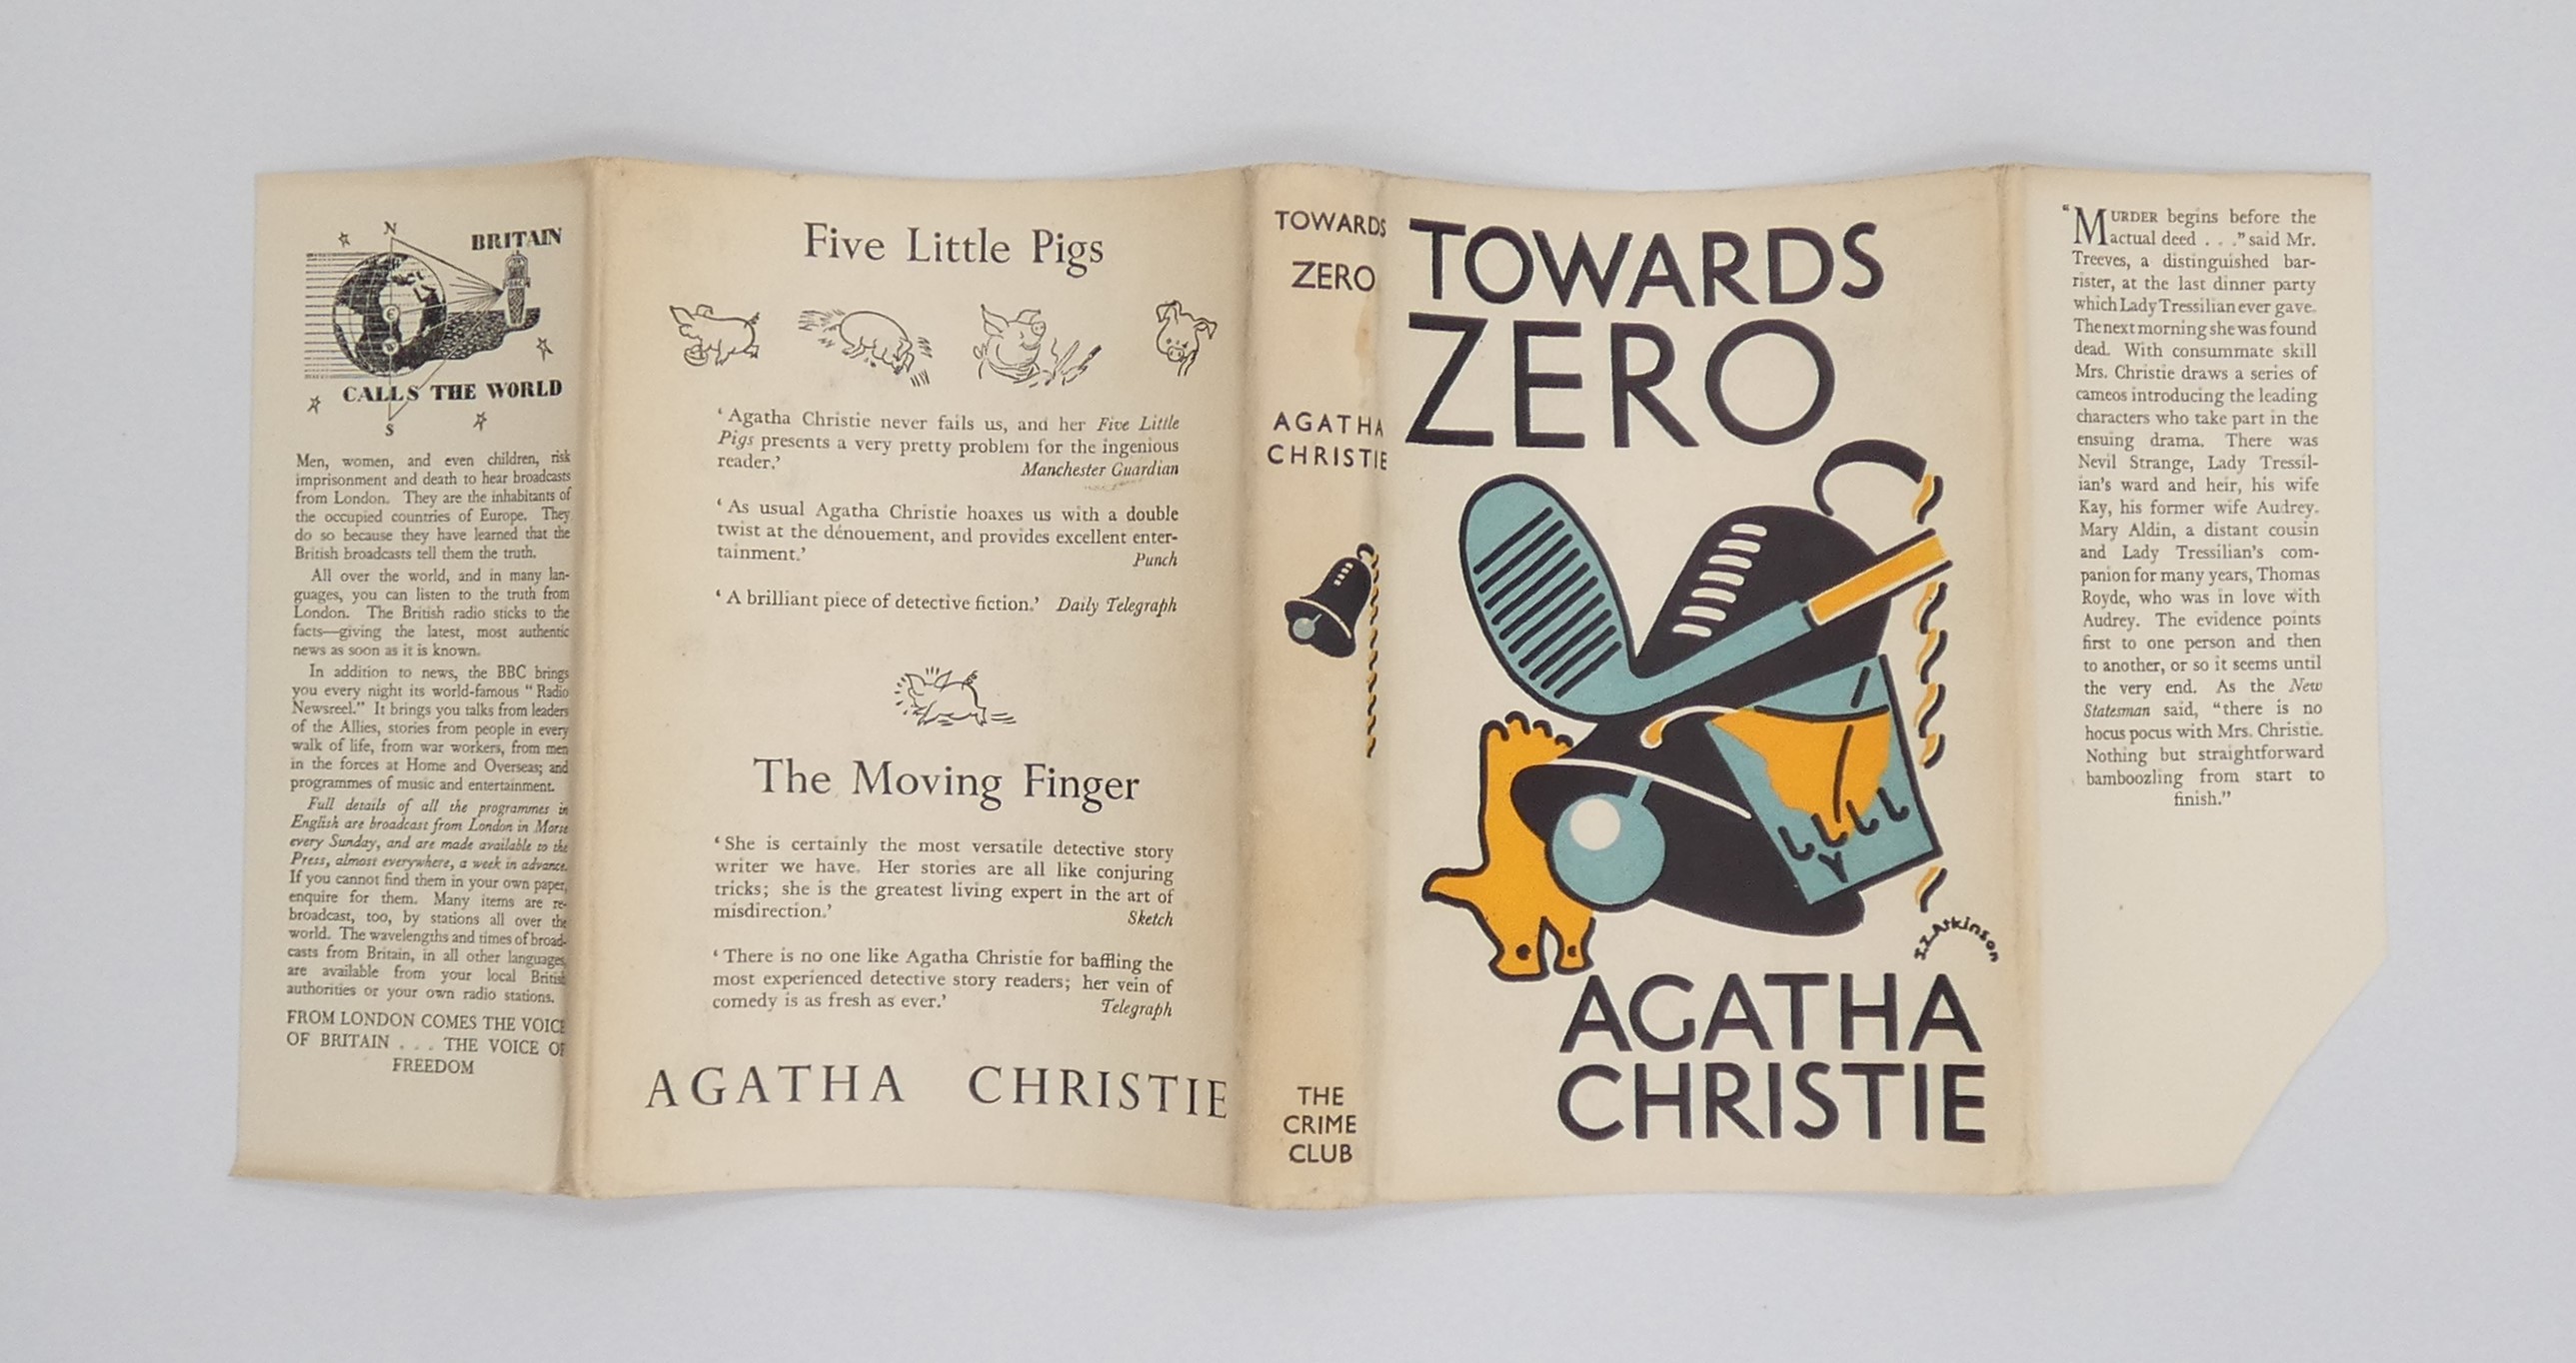 N
BRITAIN
CALLS THE WORLD
S
Men, women, and even children, risk
imprisonment and death to hear broadcasts
from London. They are the inhabitants of
the occupied countries of Europe. They
do so because they have learned that the
British broadcasts tell them the truth.
All over the world, and in many lan-
guages, you can listen to the truth from
London. The British radio sticks to the
facts—giving the latest, most authentic
news as soon as it is known.
In addition to news, the BBC brings
you every night its world-famous “Radio
Newsreel.” It brings you talks from leaders
of the Allies, stories from people in every
walk of life, from war workers, from men
in the forces at Home and Overseas; and
programmes of music and entertainment.
Full details of all the programmes in
English are broadcast from London in Morse
every Sunday, and are made available to the
Press, almost everywhere, a week in advance.
If you cannot find them in your own paper,
enquire for them. Many items are re-
broadcast, too, by stations all over the
world. The wavelengths and times of broad-
casts from Britain, in all other languages,
are available from your local British
authorities or your own radio stations.
FROM LONDON COMES THE VOICE
OF BRITAIN . . . THE VOICE OF
FREEDOM
Five Little Pigs
‘Agatha Christie never fails us, and her Five Little
Pigs presents a very pretty problem for the ingenious
reader.’ Manchester Guardian
‘As usual Agatha Christie hoaxes us with a double
twist at the dénouement, and provides excellent enter-
tainment.’ Punch
‘A brilliant piece of detective fiction.’ Daily Telegraph
The Moving Finger
‘She is certainly the most versatile detective story
writer we have. Her stories are all like conjuring
tricks; she is the greatest living expert in the art of
misdirection.’ Sketch
‘There is no one like Agatha Christie for baffling the
most experienced detective story readers; her vein of
comedy is as fresh as ever.’ Telegraph
AGATHA CHRISTIE
TOWARDS
ZERO
AGATHA
CHRISTIE
THE
CRIME
CLUB
TOWARDS
ZERO
J.Z.Atkinson
AGATHA
CHRISTIE
“MURDER begins before the
actual deed . . .” said Mr.
Treeves, a distinguished bar-
rister, at the last dinner party
which Lady Tressilian ever gave.
The next morning she was found
dead. With consummate skill
Mrs. Christie draws a series of
cameos introducing the leading
characters who take part in the
ensuing drama. There was
Nevil Strange, Lady Tressil-
ian’s ward and heir, his wife
Kay, his former wife Audrey.
Mary Aldin, a distant cousin
and Lady Tressilian’s com-
panion for many years, Thomas
Royde, who was in love with
Audrey. The evidence points
first to one person and then
to another, or so it seems until
the very end. As the New
Statesman said, “there is no
hocus pocus with Mrs. Christie.
Nothing but straightforward
bamboozling from start to
finish.”